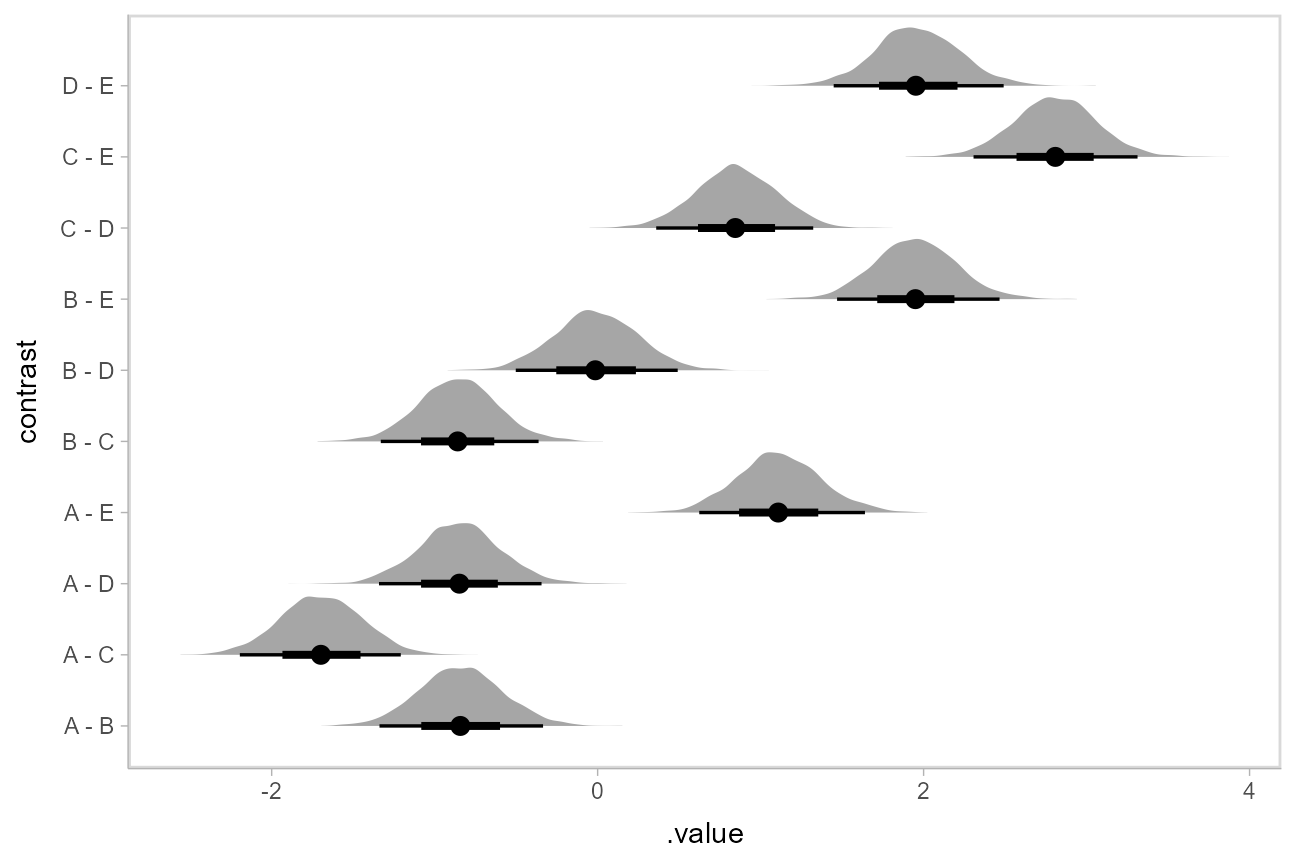 D - E
C - E
C - D
B - E
B - D
B - C
A - E
A - D
A - C
A - B
contrast
-2 0 2 4
.value